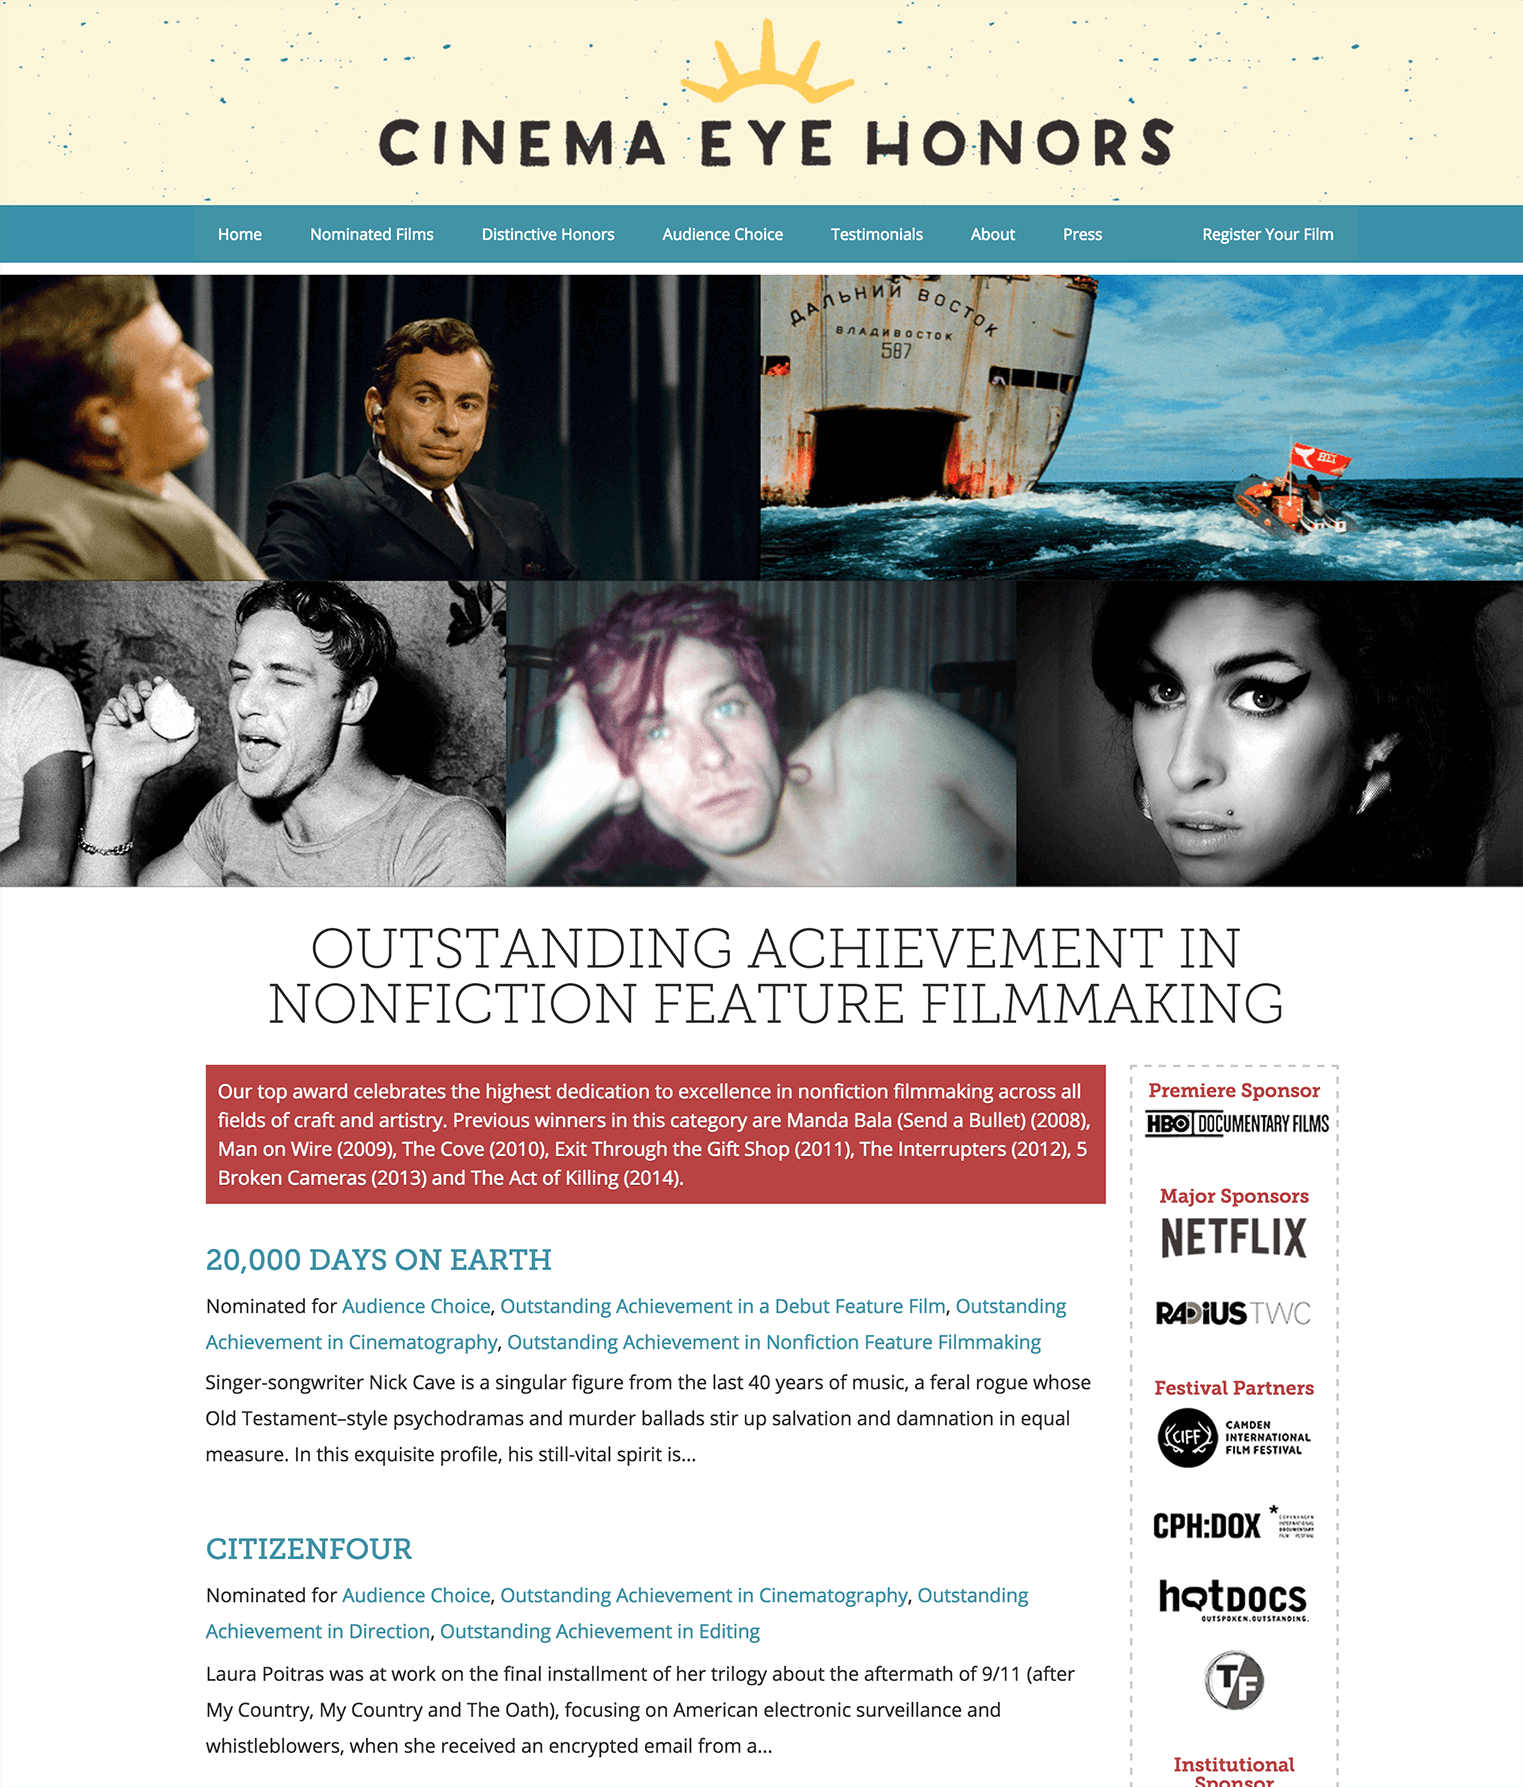 CINEMA EYE HONORS
Home Nominated Films Distinctive Honors Audience Choice Testimonials About Press Register Your Film
ДАЛЬНИЙ ВОСТОК
ВЛАДИВОСТОК
587
OUTSTANDING ACHIEVEMENT IN
NONFICTION FEATURE FILMMAKING
Our top award celebrates the highest dedication to excellence in nonfiction filmmaking across all
fields of craft and artistry. Previous winners in this category are Manda Bala (Send a Bullet) (2008),
Man on Wire (2009), The Cove (2010), Exit Through the Gift Shop (2011), The Interrupters (2012), 5
Broken Cameras (2013) and The Act of Killing (2014).
20,000 DAYS ON EARTH
Nominated for Audience Choice, Outstanding Achievement in a Debut Feature Film, Outstanding
Achievement in Cinematography, Outstanding Achievement in Nonfiction Feature Filmmaking
Singer-songwriter Nick Cave is a singular figure from the last 40 years of music, a feral rogue whose
Old Testament–style psychodramas and murder ballads stir up salvation and damnation in equal
measure. In this exquisite profile, his still-vital spirit is...
CITIZENFOUR
Nominated for Audience Choice, Outstanding Achievement in Cinematography, Outstanding
Achievement in Direction, Outstanding Achievement in Editing
Laura Poitras was at work on the final installment of her trilogy about the aftermath of 9/11 (after
My Country, My Country and The Oath), focusing on American electronic surveillance and
whistleblowers, when she received an encrypted email from a...
Premiere Sponsor
HBO DOCUMENTARY FILMS
Major Sponsors
NETFLIX
RADiUS TWC
Festival Partners
CIFF
CAMDEN
INTERNATIONAL
FILM FESTIVAL
CPH:DOX*
COPENHAGEN
INTERNATIONAL
DOCUMENTARY
FILM FESTIVAL
hotDOCS
OUTSPOKEN.OUTSTANDING.
T/F
Institutional
Sponsor